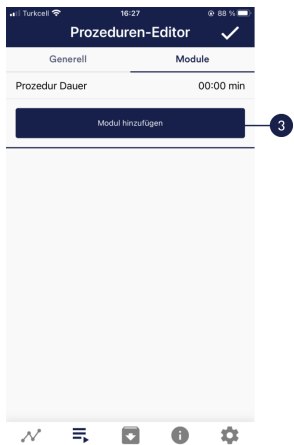 Turkcell 16:27 88 %
Prozeduren-Editor
Generell Module
Prozedur Dauer 00:00 min
Modul hinzufügen
3